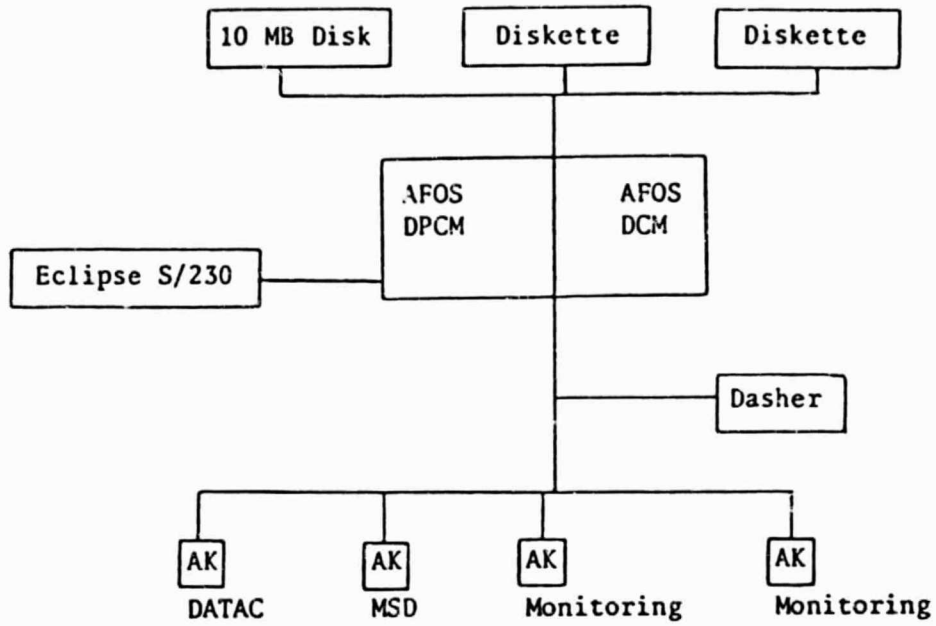 10 MB Disk
Diskette
Diskette
AFOS
DPCM
AFOS
DCM
Eclipse S/230
Dasher
AK
AK
AK
AK
DATAC
MSD
Monitoring
Monitoring